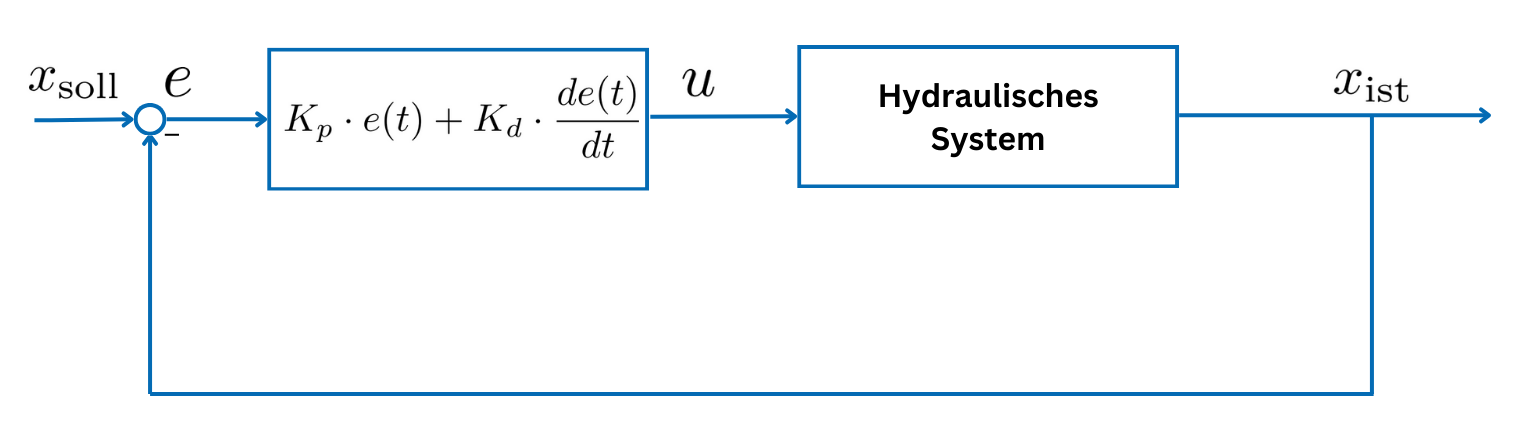 x_soll
e
−
K_p · e(t) + K_d · de(t)/dt
u
Hydraulisches
System
x_ist